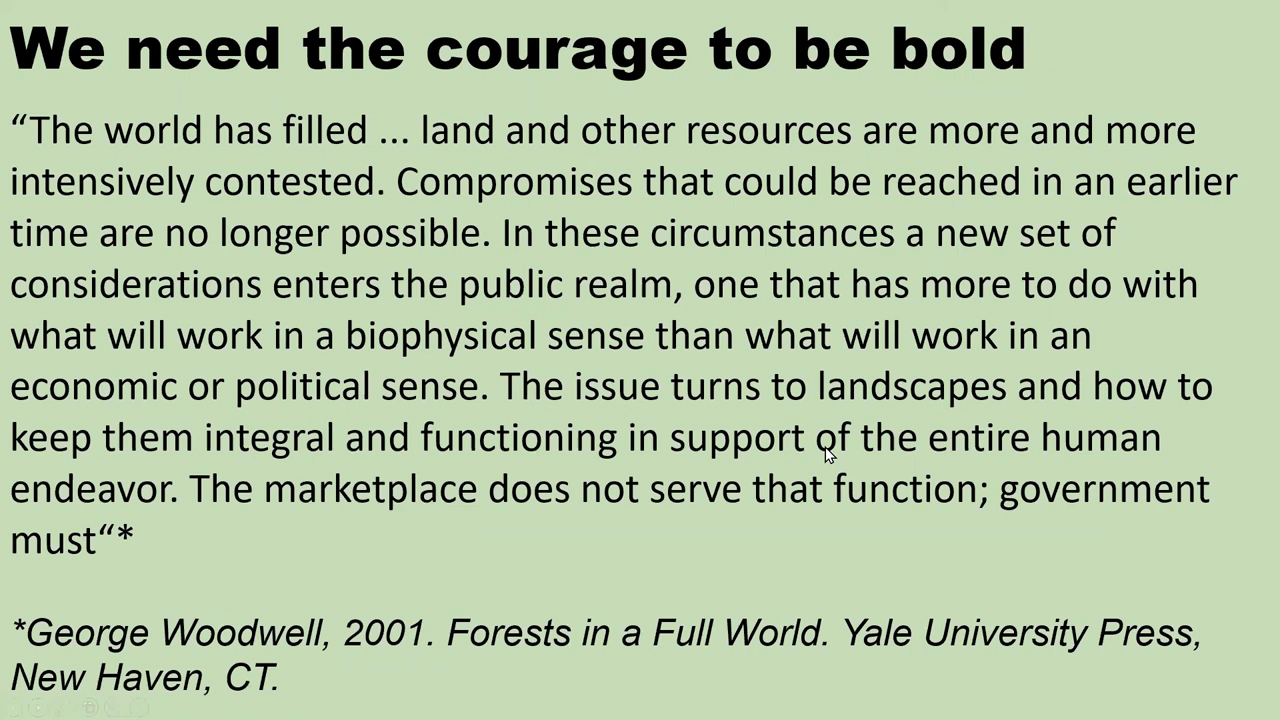 We need the courage to be bold
“The world has filled ... land and other resources are more and more
intensively contested. Compromises that could be reached in an earlier
time are no longer possible. In these circumstances a new set of
considerations enters the public realm, one that has more to do with
what will work in a biophysical sense than what will work in an
economic or political sense. The issue turns to landscapes and how to
keep them integral and functioning in support of the entire human
endeavor. The marketplace does not serve that function; government
must“*
*George Woodwell, 2001. Forests in a Full World. Yale University Press,
New Haven, CT.